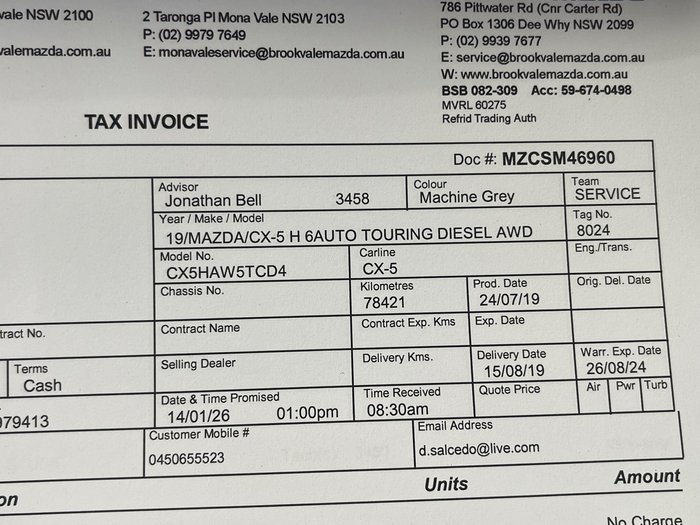 vale NSW 2100
valemazda.com.au
2 Taronga Pl Mona Vale NSW 2103
P: (02) 9979 7649
E: monavaleservice@brookvalemazda.com.au
786 Pittwater Rd (Cnr Carter Rd)
PO Box 1306 Dee Why NSW 2099
P: (02) 9939 7677
E: service@brookvalemazda.com.au
W: www.brookvalemazda.com.au
BSB 082-309 Acc: 59-674-0498
MVRL 60275
Refrid Trading Auth
TAX INVOICE
Doc #: MZCSM46960
Advisor
Jonathan Bell 3458
Colour
Machine Grey
Team
SERVICE
Year / Make / Model
19/MAZDA/CX-5 H 6AUTO TOURING DIESEL AWD
Tag No.
8024
Model No.
CX5HAW5TCD4
Carline
CX-5
Eng./Trans.
Chassis No.
Kilometres
78421
Prod. Date
24/07/19
Orig. Del. Date
tract No.
Contract Name
Contract Exp. Kms
Exp. Date
Terms
Cash
Selling Dealer
Delivery Kms.
Delivery Date
15/08/19
Warr. Exp. Date
26/08/24
979413
Date & Time Promised
14/01/26 01:00pm
Time Received
08:30am
Quote Price
Air Pwr Turb
Customer Mobile #
0450655523
Email Address
d.salcedo@live.com
on
Units
Amount
No Charge